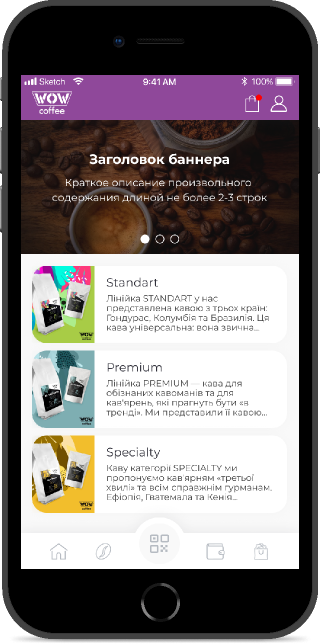 Sketch 9:41 AM 100%
WOW
coffee
Заголовок баннера
Краткое описание произвольного
содержания длиной не более 2-3 строк
Standart
Лінійка STANDART у нас
представлена кавою з трьох країн:
Гондурас, Колумбія та Бразилія. Ця
кава універсальна: вона звична...
WOW
Premium
Лінійка PREMIUM — кава для
обізнаних кавоманів та для
кав'ярень, які прагнуть бути «в
тренді». Ми представили її кавою...
WOW
Specialty
Каву категорії SPECIALTY ми
пропонуємо кав'ярням «третьої
хвилі» та всім справжнім гурманам.
Ефіопія, Гватемала та Кенія...
WOW